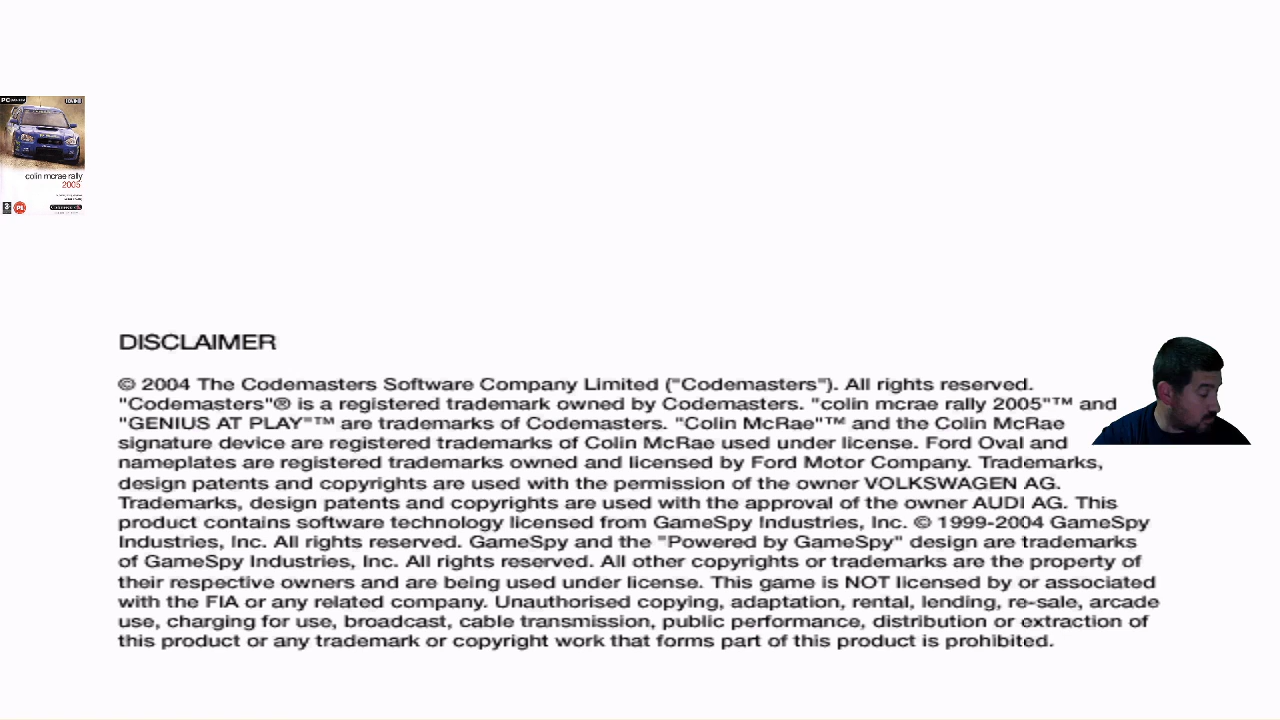 PC
colin mcrae rally
2005
DISCLAIMER
© 2004 The Codemasters Software Company Limited ("Codemasters"). All rights reserved.
"Codemasters"® is a registered trademark owned by Codemasters. "colin mcrae rally 2005"™ and
"GENIUS AT PLAY"™ are trademarks of Codemasters. "Colin McRae"™ and the Colin McRae
signature device are registered trademarks of Colin McRae used under license. Ford Oval and
nameplates are registered trademarks owned and licensed by Ford Motor Company. Trademarks,
design patents and copyrights are used with the permission of the owner VOLKSWAGEN AG.
Trademarks, design patents and copyrights are used with the approval of the owner AUDI AG. This
product contains software technology licensed from GameSpy Industries, Inc. © 1999-2004 GameSpy
Industries, Inc. All rights reserved. GameSpy and the "Powered by GameSpy" design are trademarks
of GameSpy Industries, Inc. All rights reserved. All other copyrights or trademarks are the property of
their respective owners and are being used under license. This game is NOT licensed by or associated
with the FIA or any related company. Unauthorised copying, adaptation, rental, lending, re-sale, arcade
use, charging for use, broadcast, cable transmission, public performance, distribution or extraction of
this product or any trademark or copyright work that forms part of this product is prohibited.